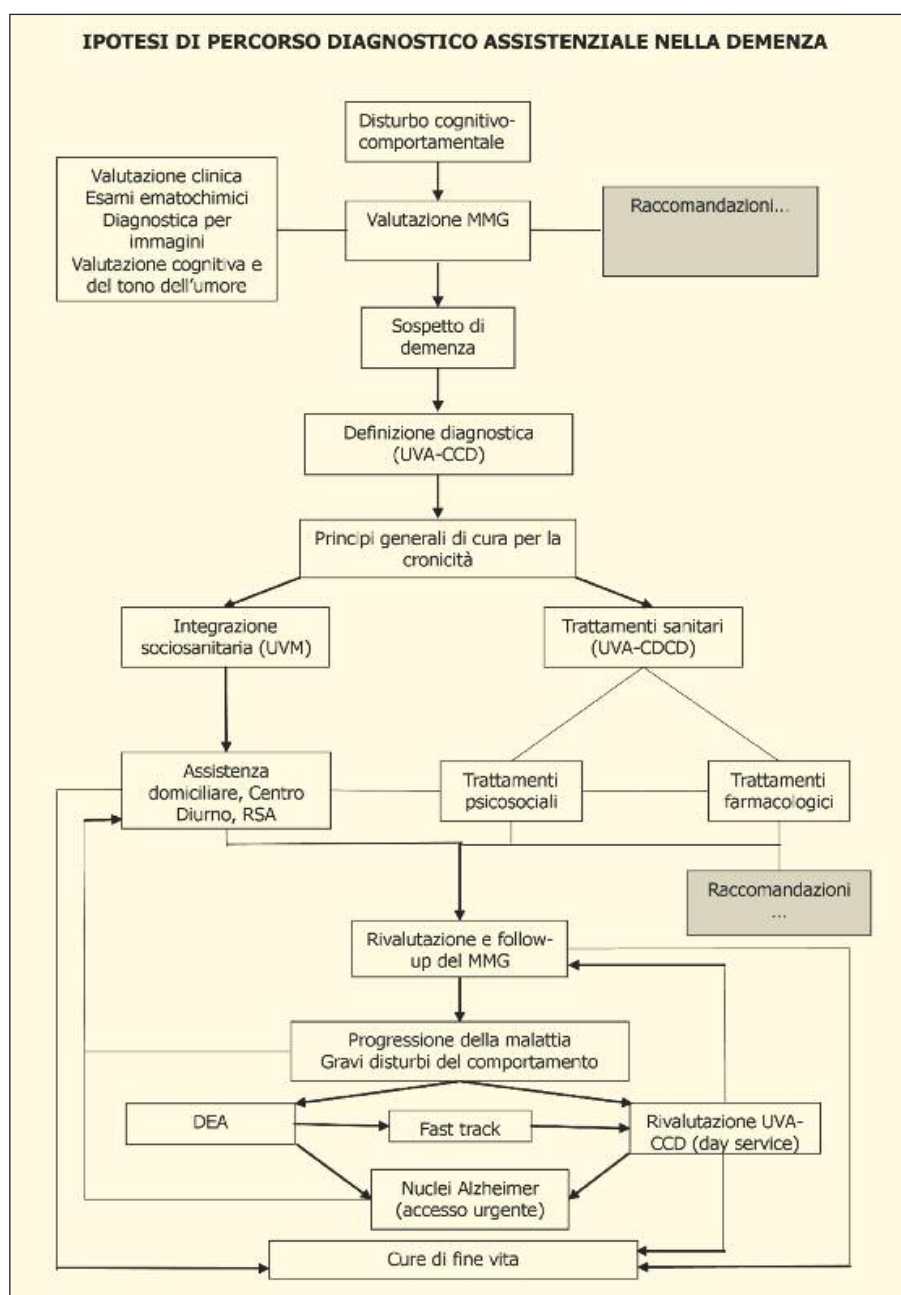 IPOTESI DI PERCORSO DIAGNOSTICO ASSISTENZIALE NELLA DEMENZA
Disturbo cognitivo-
comportamentale
Valutazione clinica
Esami ematochimici
Diagnostica per
immagini
Valutazione cognitiva e
del tono dell'umore
Valutazione MMG
Raccomandazioni...
Sospetto di
demenza
Definizione diagnostica
(UVA-CCD)
Principi generali di cura per la
cronicità
Integrazione
sociosanitaria (UVM)
Trattamenti sanitari
(UVA-CDCD)
Assistenza
domiciliare, Centro
Diurno, RSA
Trattamenti
psicosociali
Trattamenti
farmacologici
Raccomandazioni
...
Rivalutazione e follow-
up del MMG
Progressione della malattia
Gravi disturbi del comportamento
DEA
Fast track
Rivalutazione UVA-
CCD (day service)
Nuclei Alzheimer
(accesso urgente)
Cure di fine vita